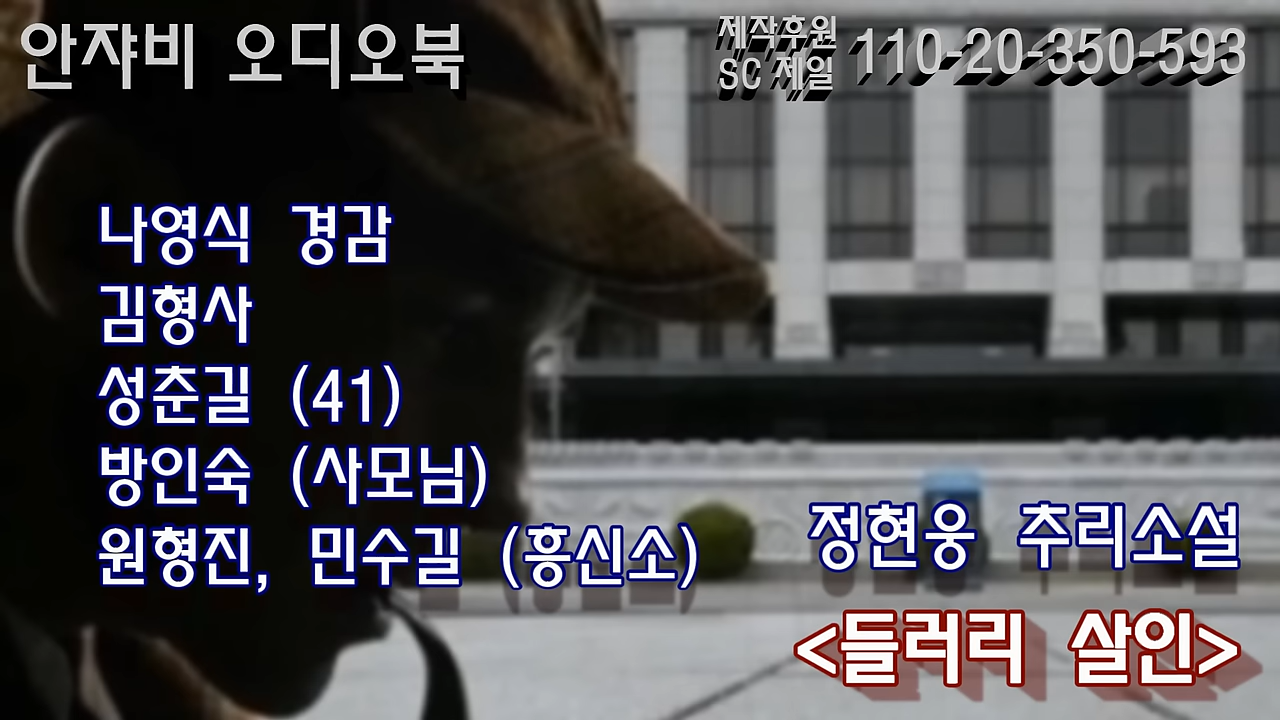 안쟈비 오디오북
제작후원
SC 제일
110-20-350-593
나영식 경감
김형사
성춘길 (41)
방인숙 (사모님)
원형진, 민수길 (흥신소)
정현웅 추리소설
<들러리 살인>